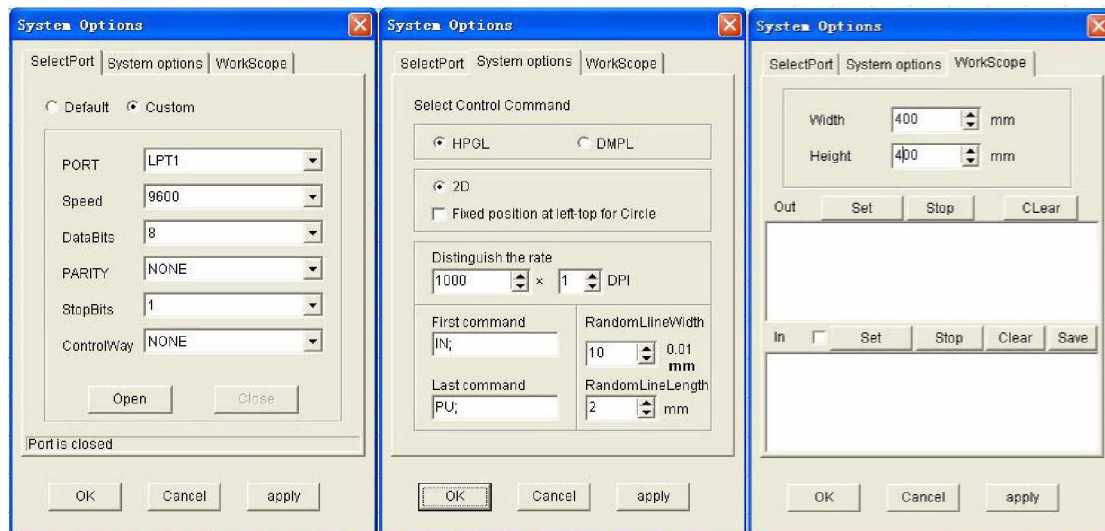 System Options
SelectPort System options WorkScope
Default Custom
PORT LPT1
Speed 9600
DataBits 8
PARITY NONE
StopBits 1
ControlWay NONE
Open Close
Port is closed
OK Cancel apply
System Options
SelectPort System options WorkScope
Select Control Command
HPGL DMPL
2D
Fixed position at left-top for Circle
Distinguish the rate
1000 × 1 DPI
First command
IN;
Last command
PU;
RandomLlineWidth
10 0.01
mm
RandomLineLength
2 mm
OK Cancel apply
System Options
SelectPort System options WorkScope
Width 400 mm
Height 400 mm
Out Set Stop CLear
In Set Stop Clear Save
OK Cancel apply